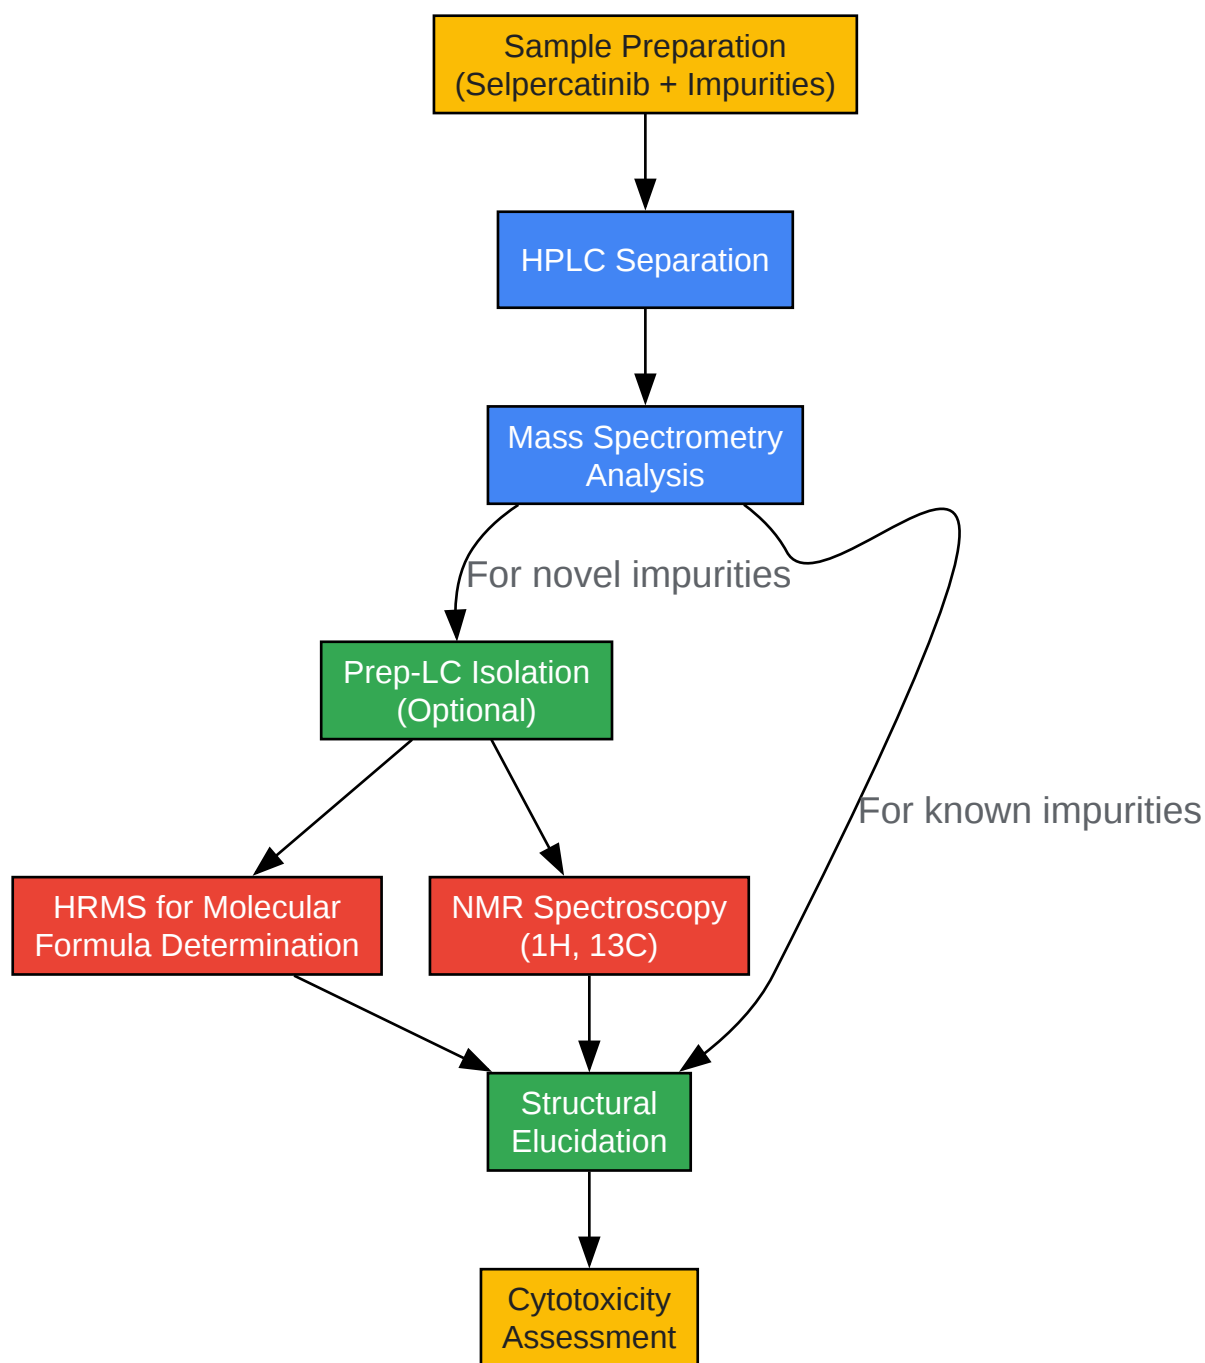 Sample Preparation
(Selpercatinib + Impurities)
HPLC Separation
Mass Spectrometry
Analysis
For novel impurities
Prep-LC Isolation
(Optional)
For known impurities
HRMS for Molecular
Formula Determination
NMR Spectroscopy
(1H, 13C)
Structural
Elucidation
Cytotoxicity
Assessment